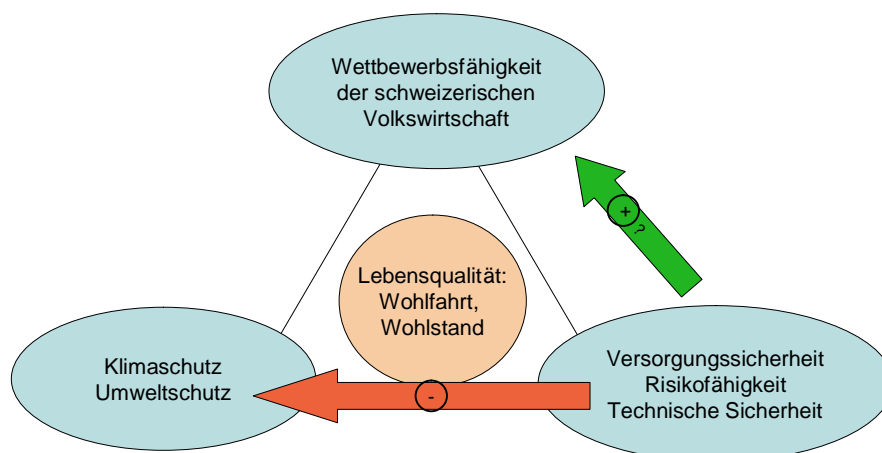 Wettbewerbsfähigkeit
der schweizerischen
Volkswirtschaft
+
?
Lebensqualität:
Wohlfahrt,
Wohlstand
Klimaschutz
Umweltschutz
-
Versorgungssicherheit
Risikofähigkeit
Technische Sicherheit